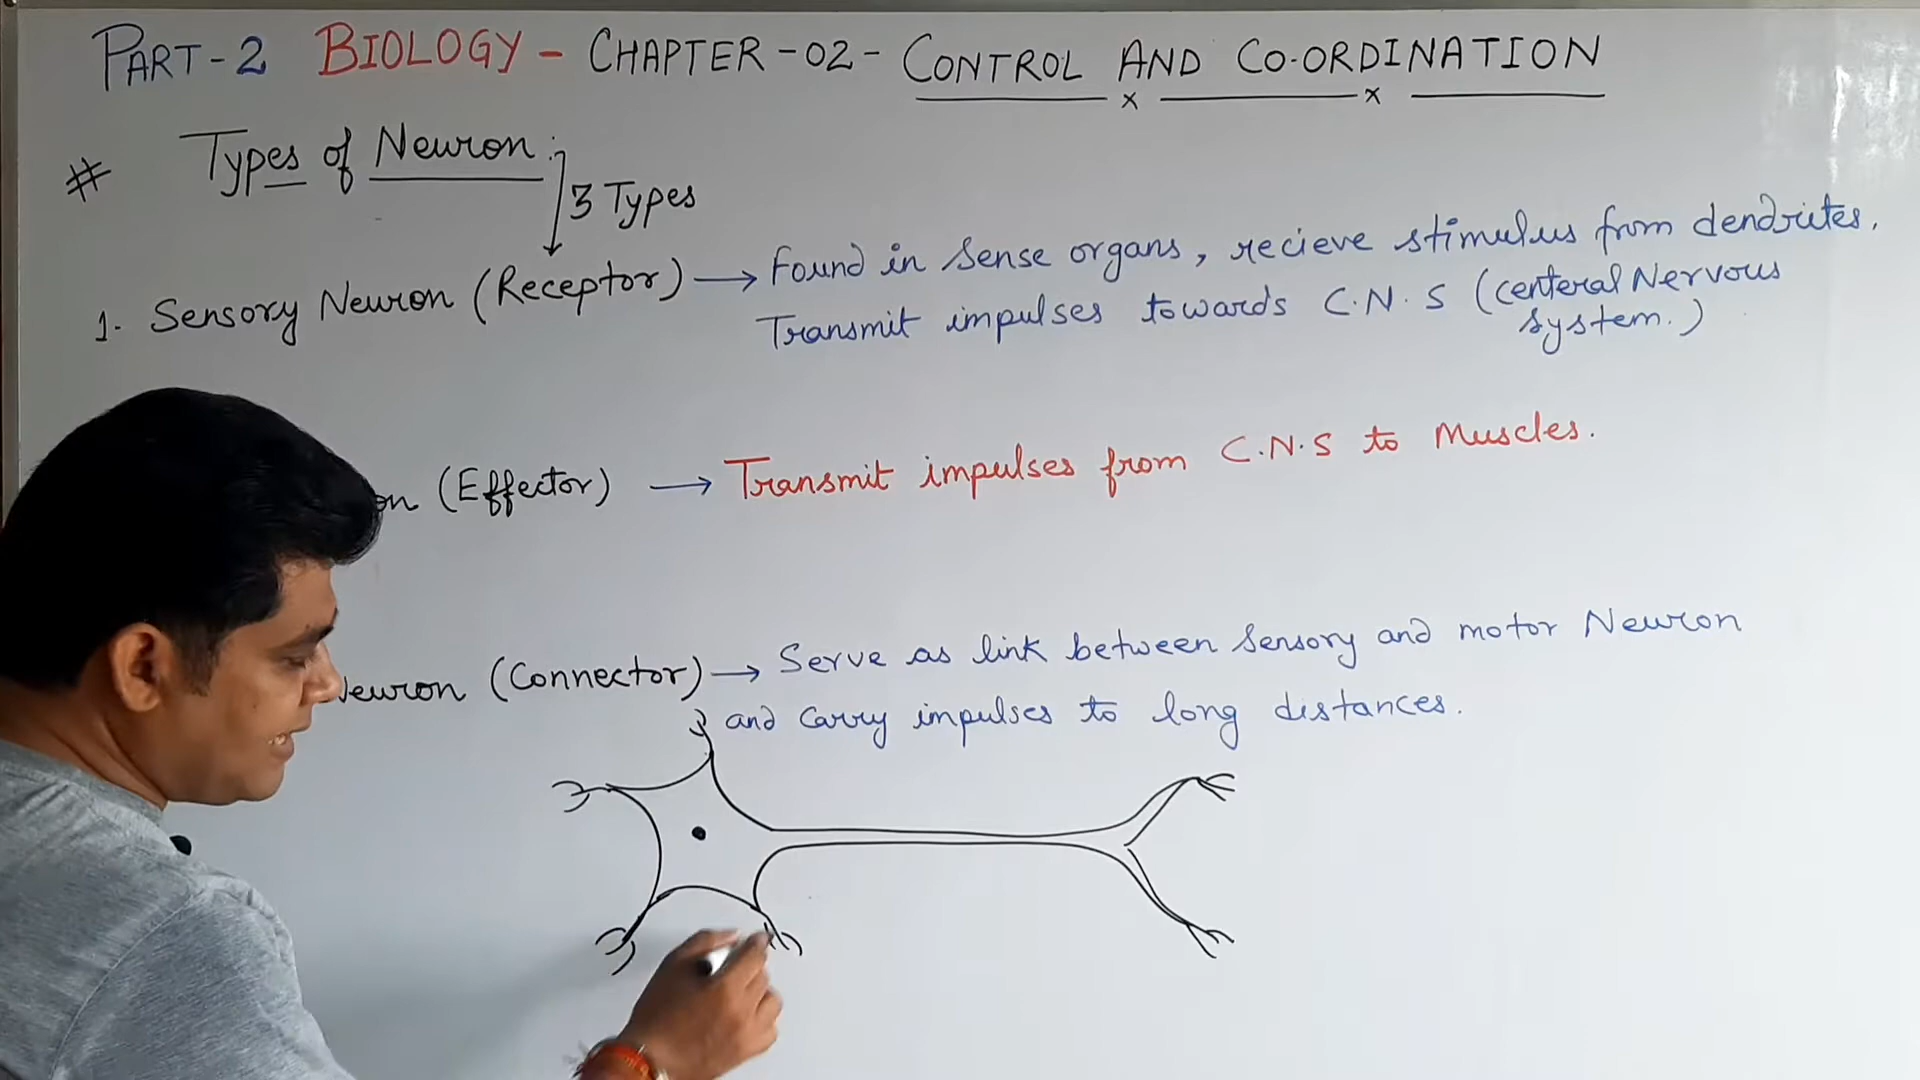 PART-2 BIOLOGY - CHAPTER-02- CONTROL AND CO-ORDINATION
# Types of Neuron :
3 Types
1. Sensory Neuron (Receptor) → Found in sense organs, recieve stimulus from dendrites.
Transmit impulses towards C.N.S (centeral Nervous
system.)
on (Effector) → Transmit impulses from C.N.S to Muscles.
Neuron (Connector) → Serve as link between sensory and motor Neuron
and carry impulses to long distances.